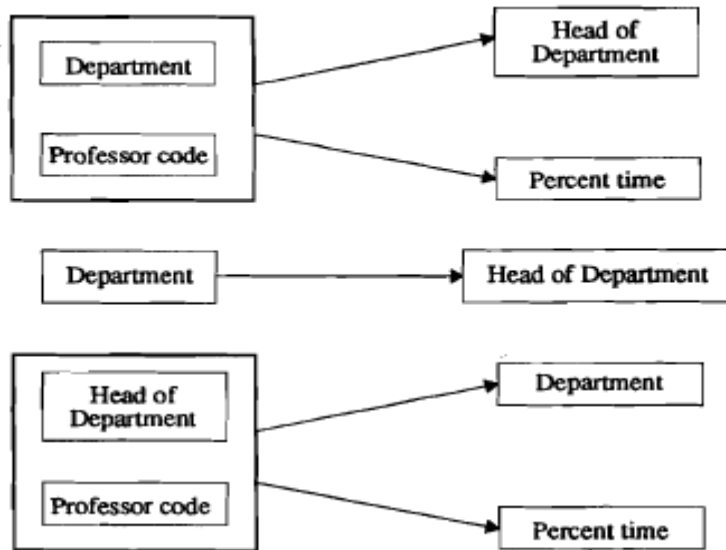 Department
Head of
Department
Professor code
Percent time
Department
Head of Department
Head of
Department
Department
Professor code
Percent time